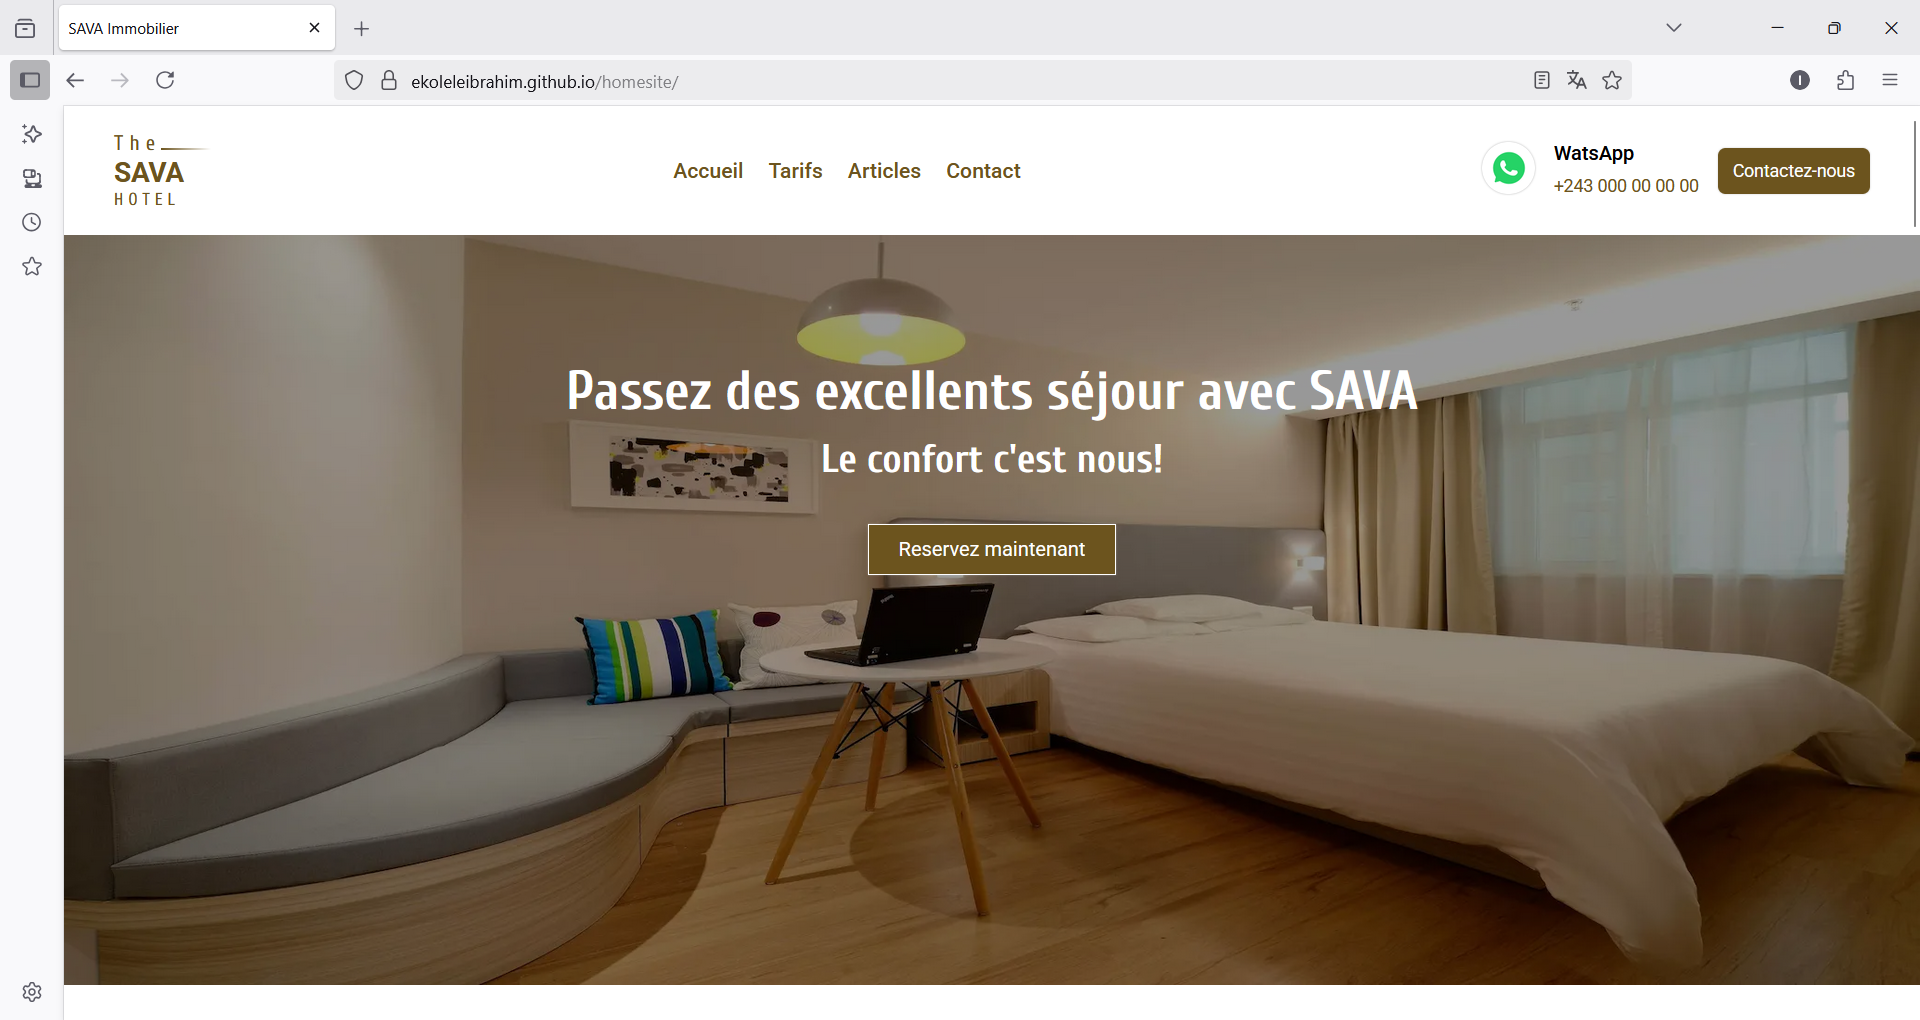 SAVA Immobilier
ekoleleibrahim.github.io/homesite/
The
SAVA
HOTEL
Accueil
Tarifs
Articles
Contact
WatsApp
+243 000 00 00 00
Contactez-nous
Passez des excellents séjour avec SAVA
Le confort c'est nous!
Reservez maintenant